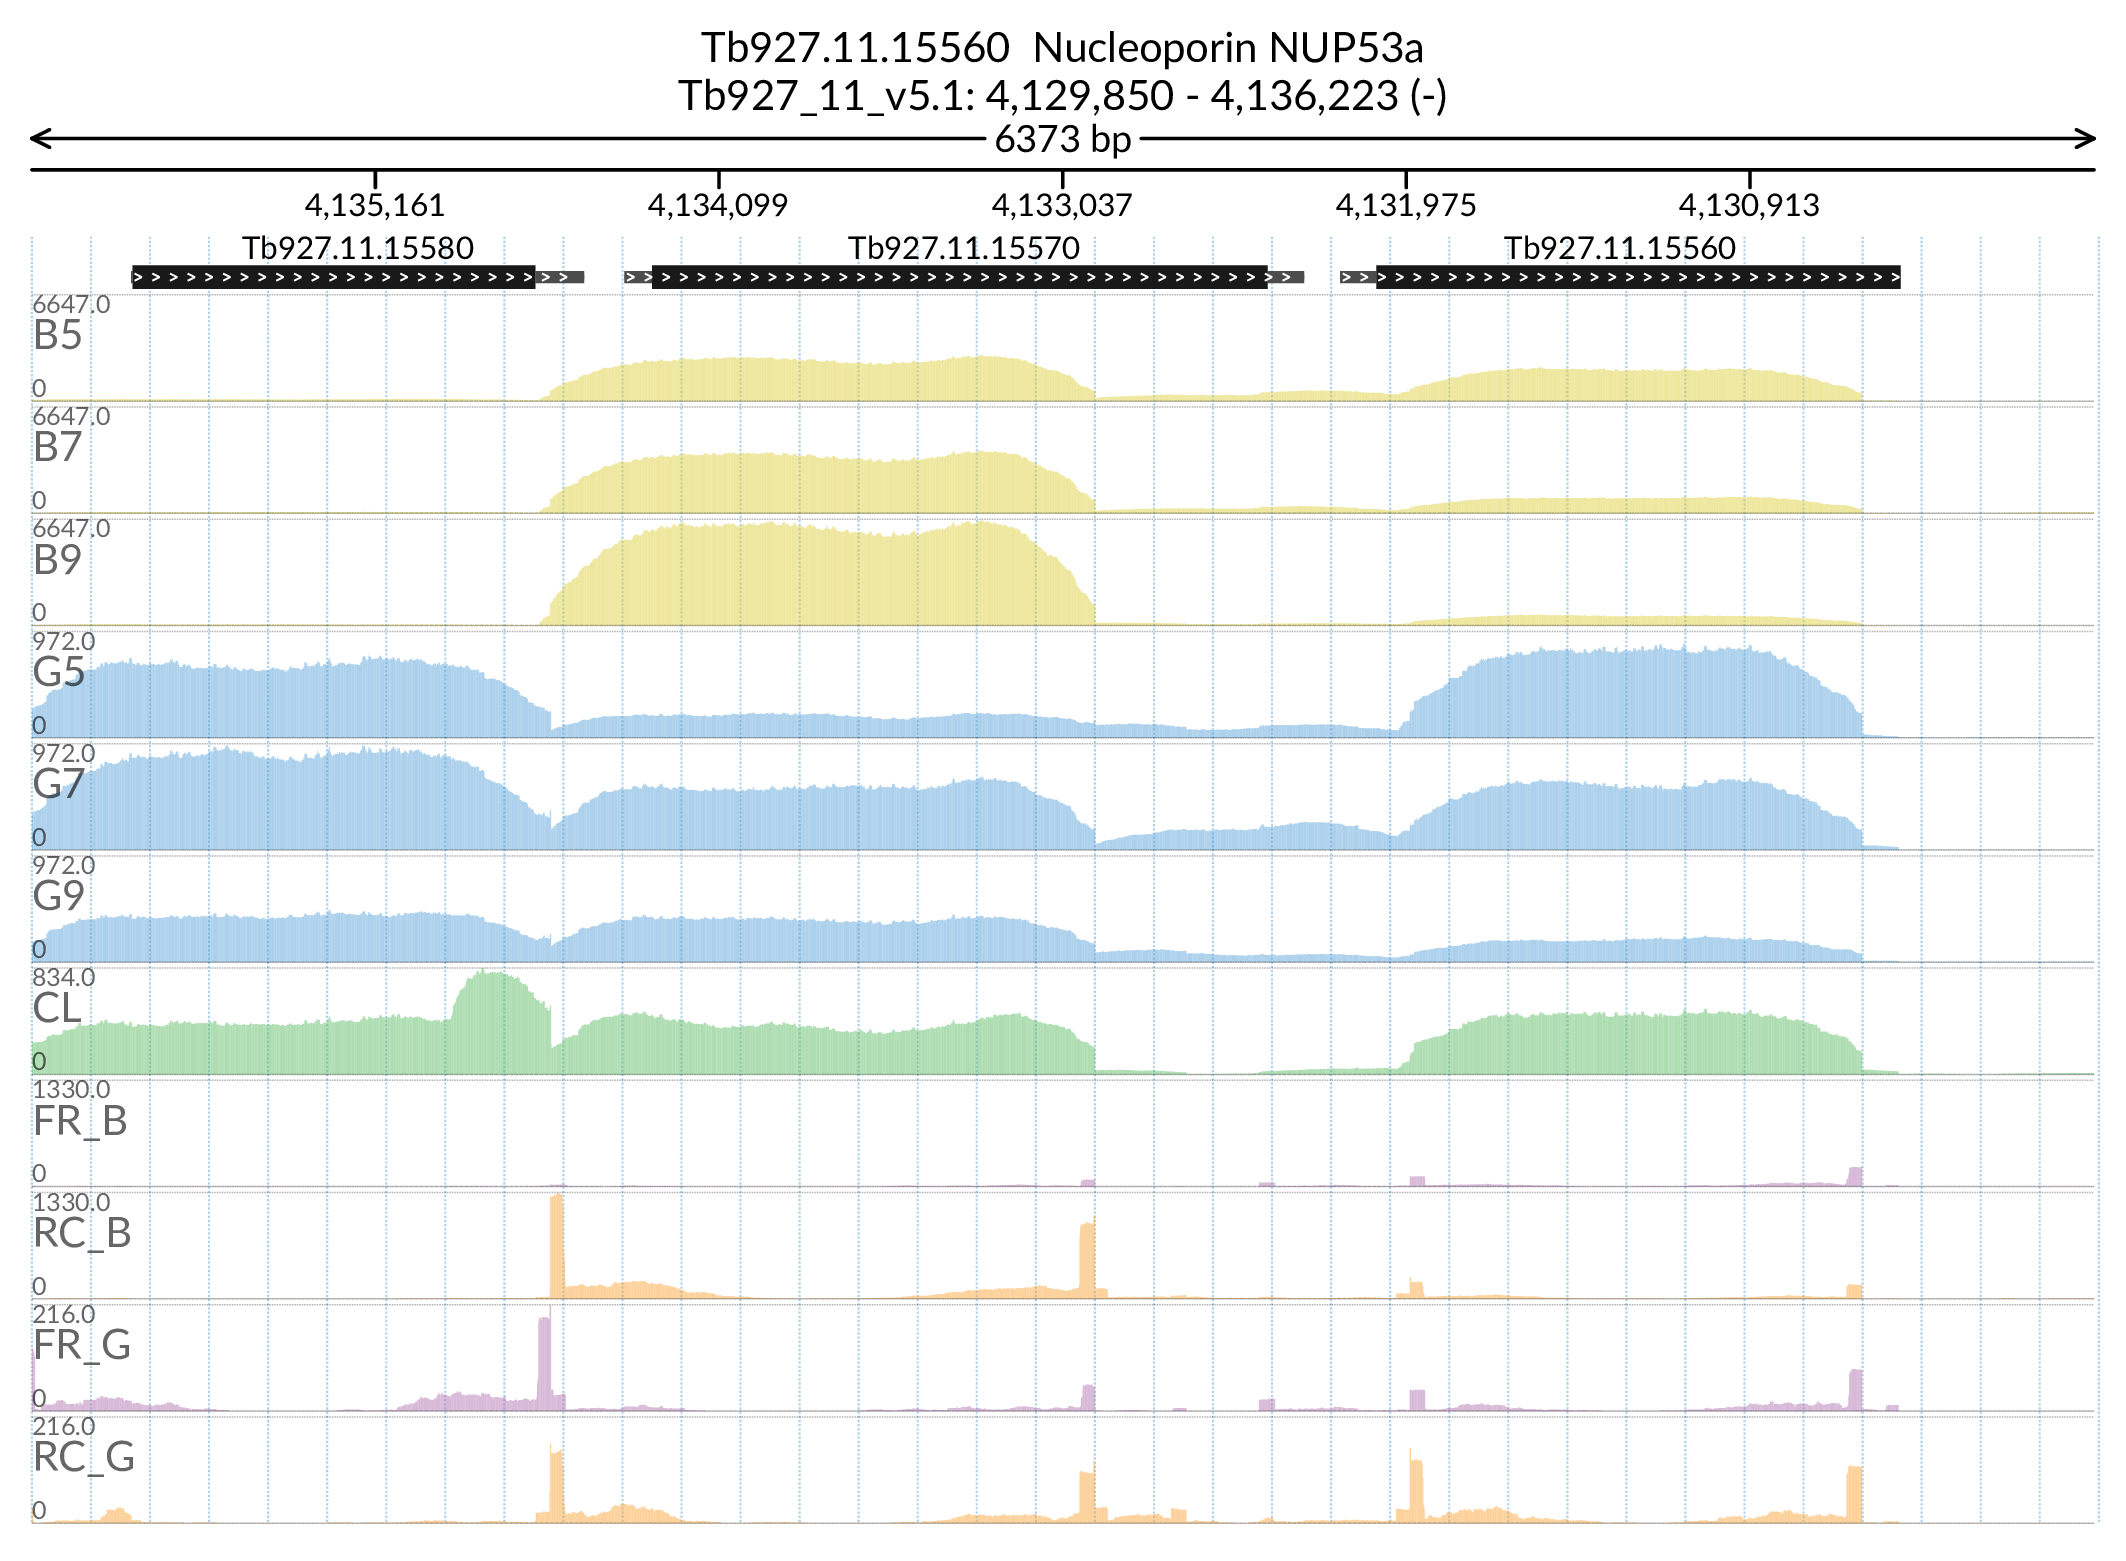 Tb927.11.15560  Nucleoporin NUP53a
Tb927_11_v5.1: 4,129,850 - 4,136,223 (-)
6373 bp
4,135,161 4,134,099 4,133,037 4,131,975 4,130,913
Tb927.11.15580 Tb927.11.15570 Tb927.11.15560
6647.0
B5
0
6647.0
B7
0
6647.0
B9
0
972.0
G5
0
972.0
G7
0
972.0
G9
0
834.0
CL
0
1330.0
FR_B
0
1330.0
RC_B
0
216.0
FR_G
0
216.0
RC_G
0